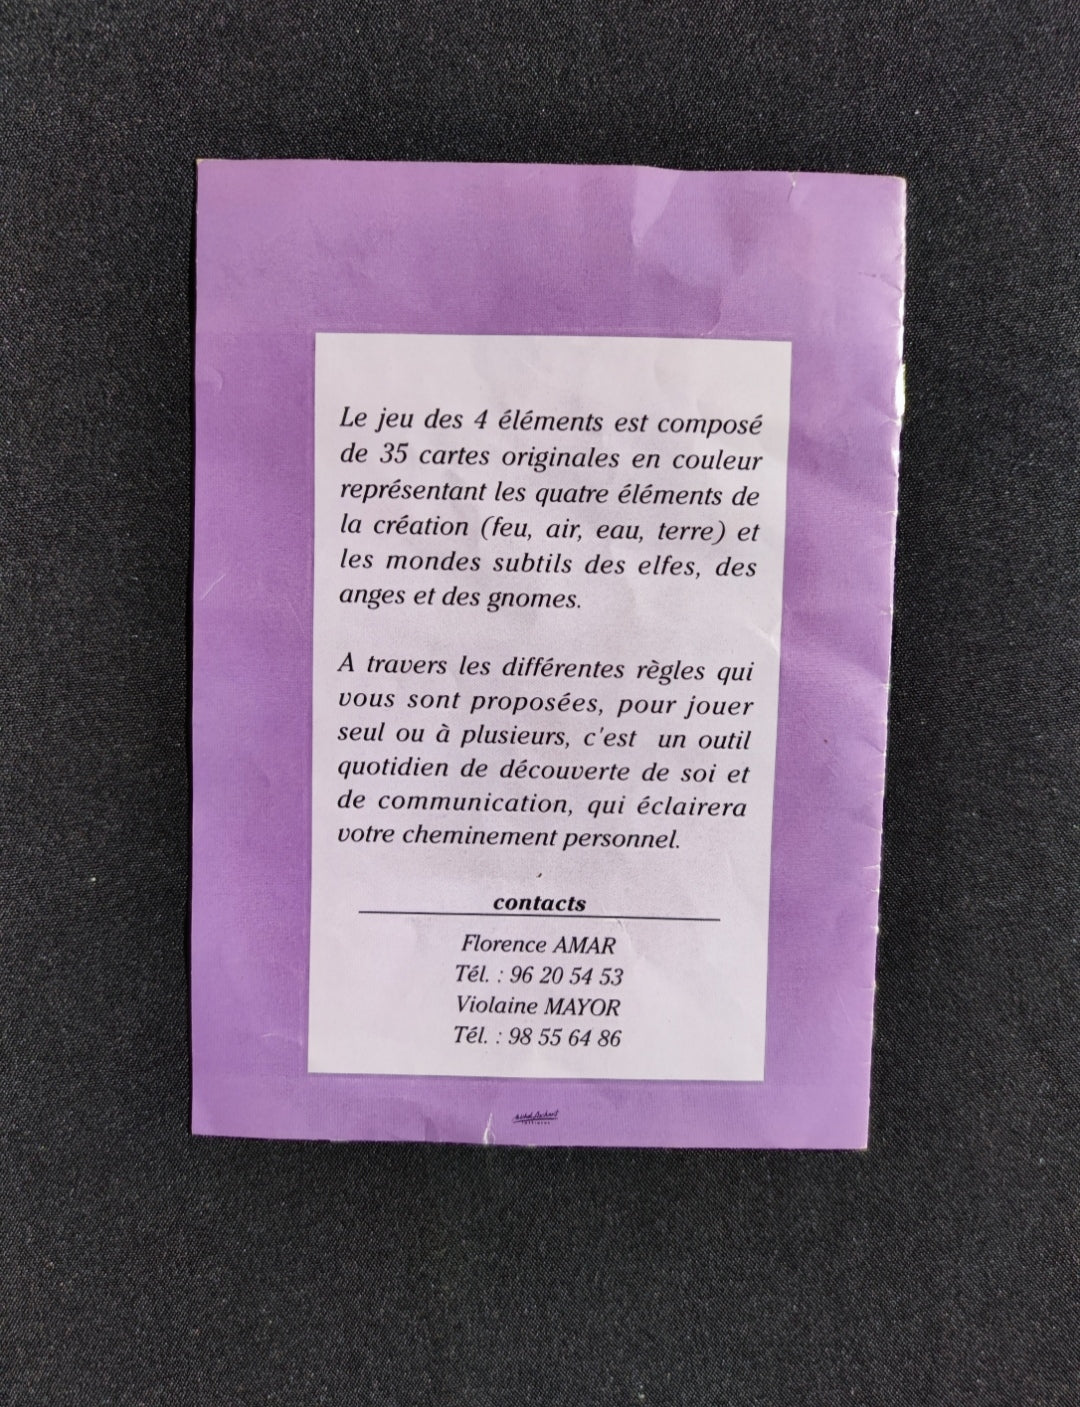 Le jeu des 4 éléments est composé
de 35 cartes originales en couleur
représentant les quatre éléments de
la création (feu, air, eau, terre) et
les mondes subtils des elfes, des
anges et des gnomes.
A travers les différentes règles qui
vous sont proposées, pour jouer
seul ou à plusieurs, c'est un outil
quotidien de découverte de soi et
de communication, qui éclairera
votre cheminement personnel.
contacts
Florence AMAR
Tél. : 96 20 54 53
Violaine MAYOR
Tél. : 98 55 64 86